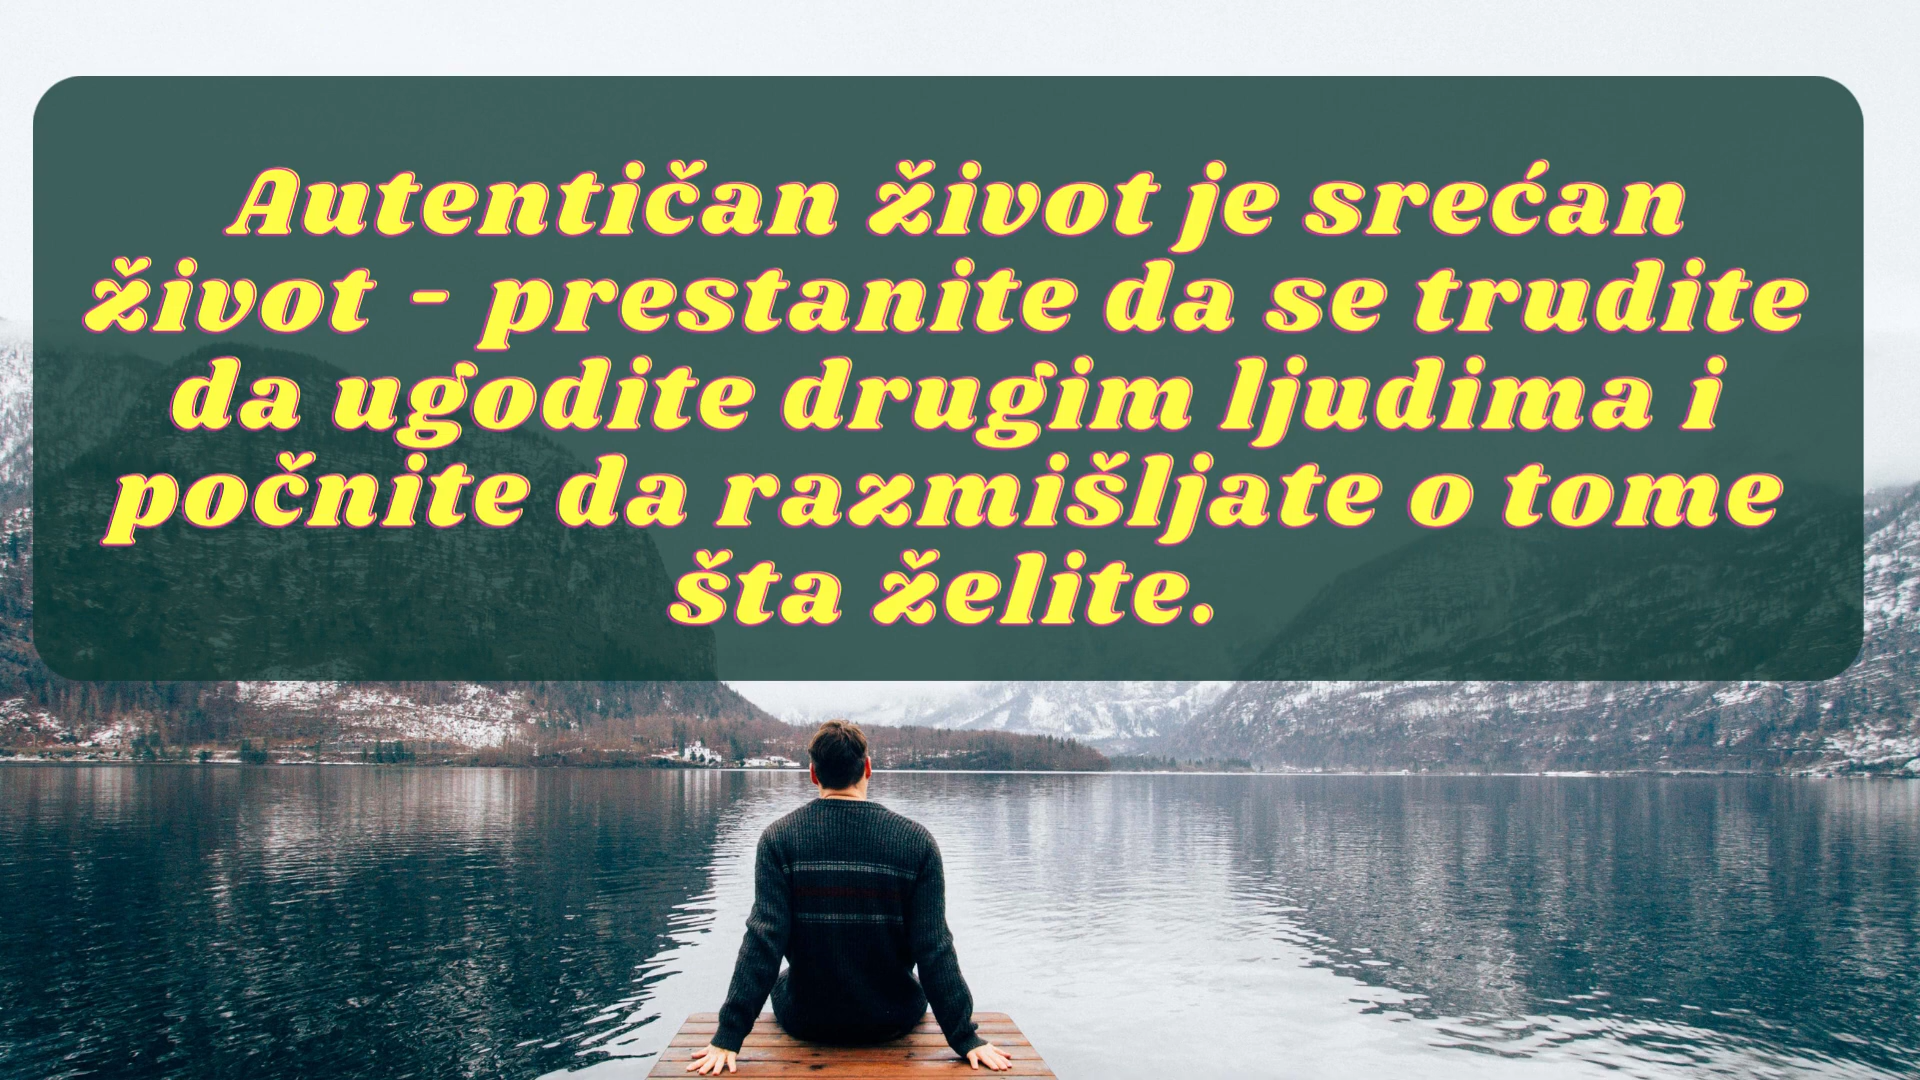 Autentičan život je srećan
život - prestanite da se trudite
da ugodite drugim ljudima i
počnite da razmišljate o tome
šta želite.